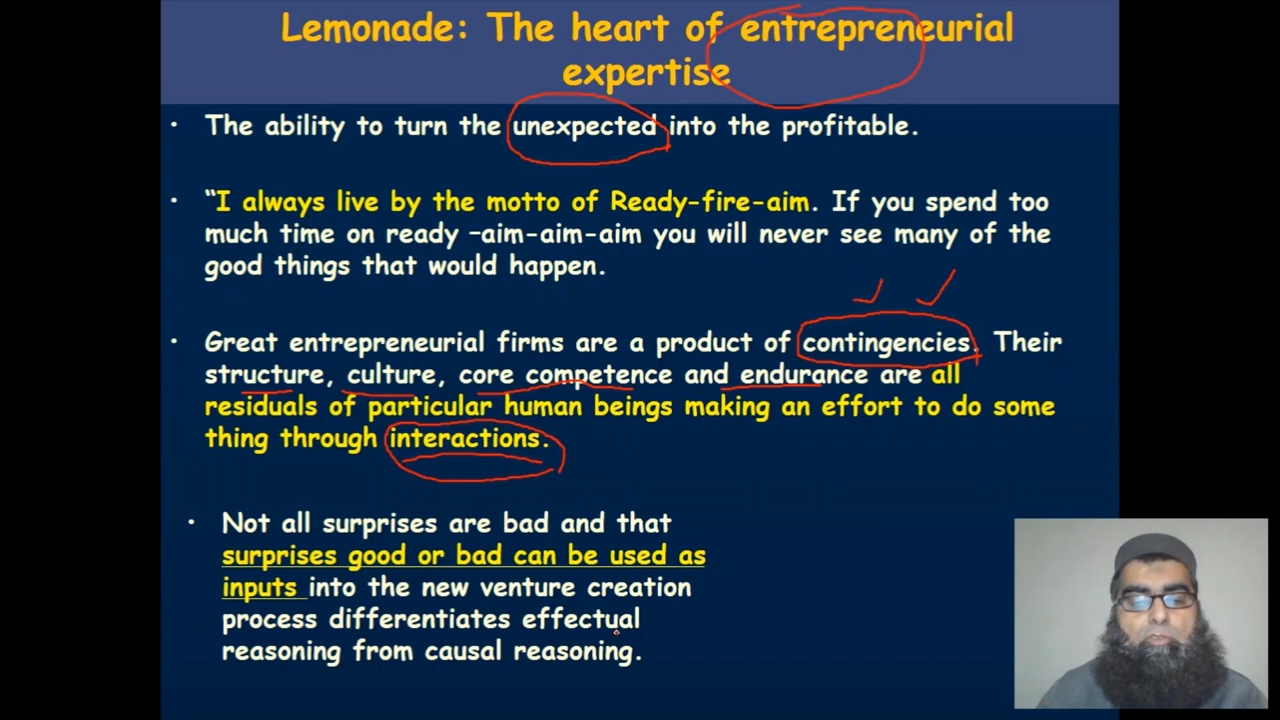 Lemonade: The heart of entrepreneurial
expertise
• The ability to turn the unexpected into the profitable.
• "I always live by the motto of Ready-fire-aim. If you spend too
much time on ready –aim-aim-aim you will never see many of the
good things that would happen.
• Great entrepreneurial firms are a product of contingencies. Their
structure, culture, core competence and endurance are all
residuals of particular human beings making an effort to do some
thing through interactions.
• Not all surprises are bad and that
surprises good or bad can be used as
inputs into the new venture creation
process differentiates effectual
reasoning from causal reasoning.